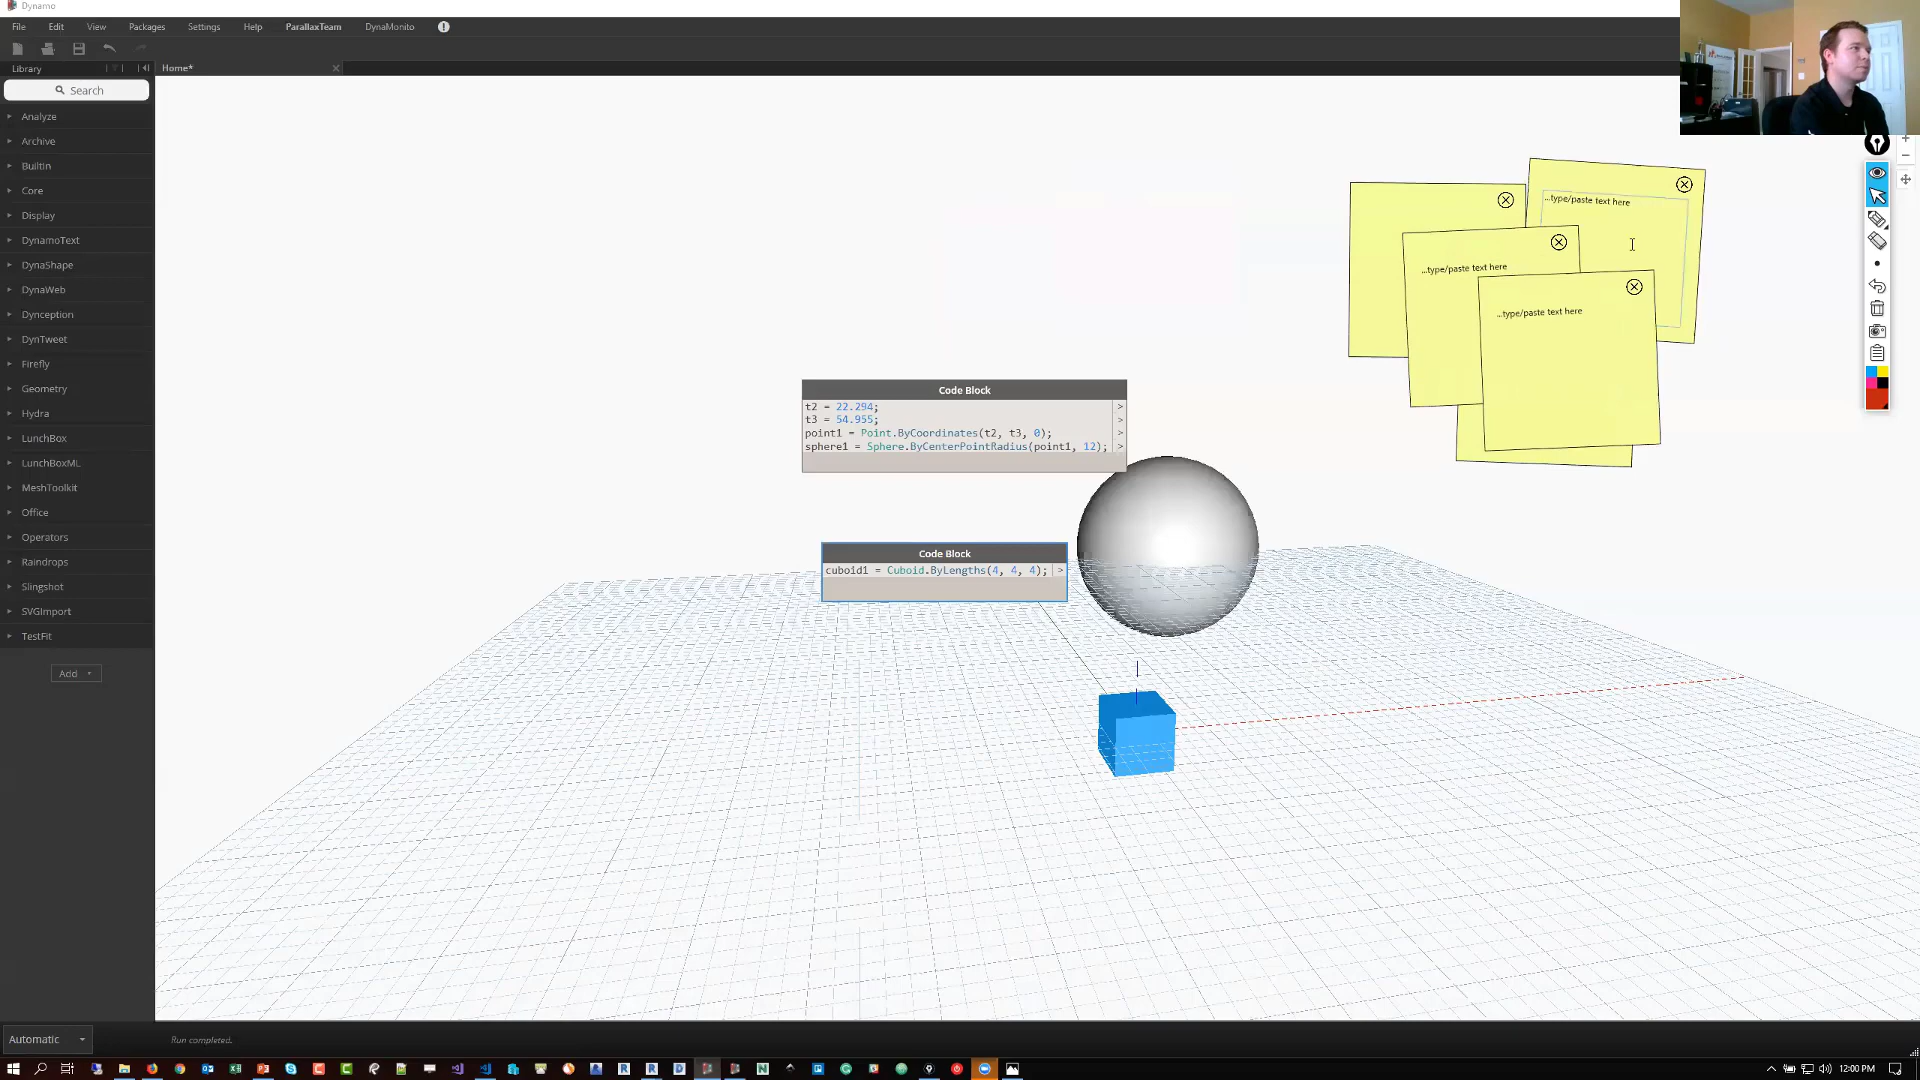 Dynamo
File Edit View Packages Settings Help ParallaxTeam DynaMonito
Library
Home*
Search
Analyze
Archive
BuiltIn
Core
Display
DynamoText
DynaShape
DynaWeb
Dynception
DynTweet
Firefly
Geometry
Hydra
LunchBox
LunchBoxML
MeshToolkit
Office
Operators
Raindrops
Slingshot
SVGImport
TestFit
Add
...type/paste text here
...type/paste text here
...type/paste text here
Code Block
t2 = 22.294;
t3 = 54.955;
point1 = Point.ByCoordinates(t2, t3, 0);
sphere1 = Sphere.ByCenterPointRadius(point1, 12);
Code Block
cuboid1 = Cuboid.ByLengths(4, 4, 4);
Automatic
Run completed.
12:00 PM